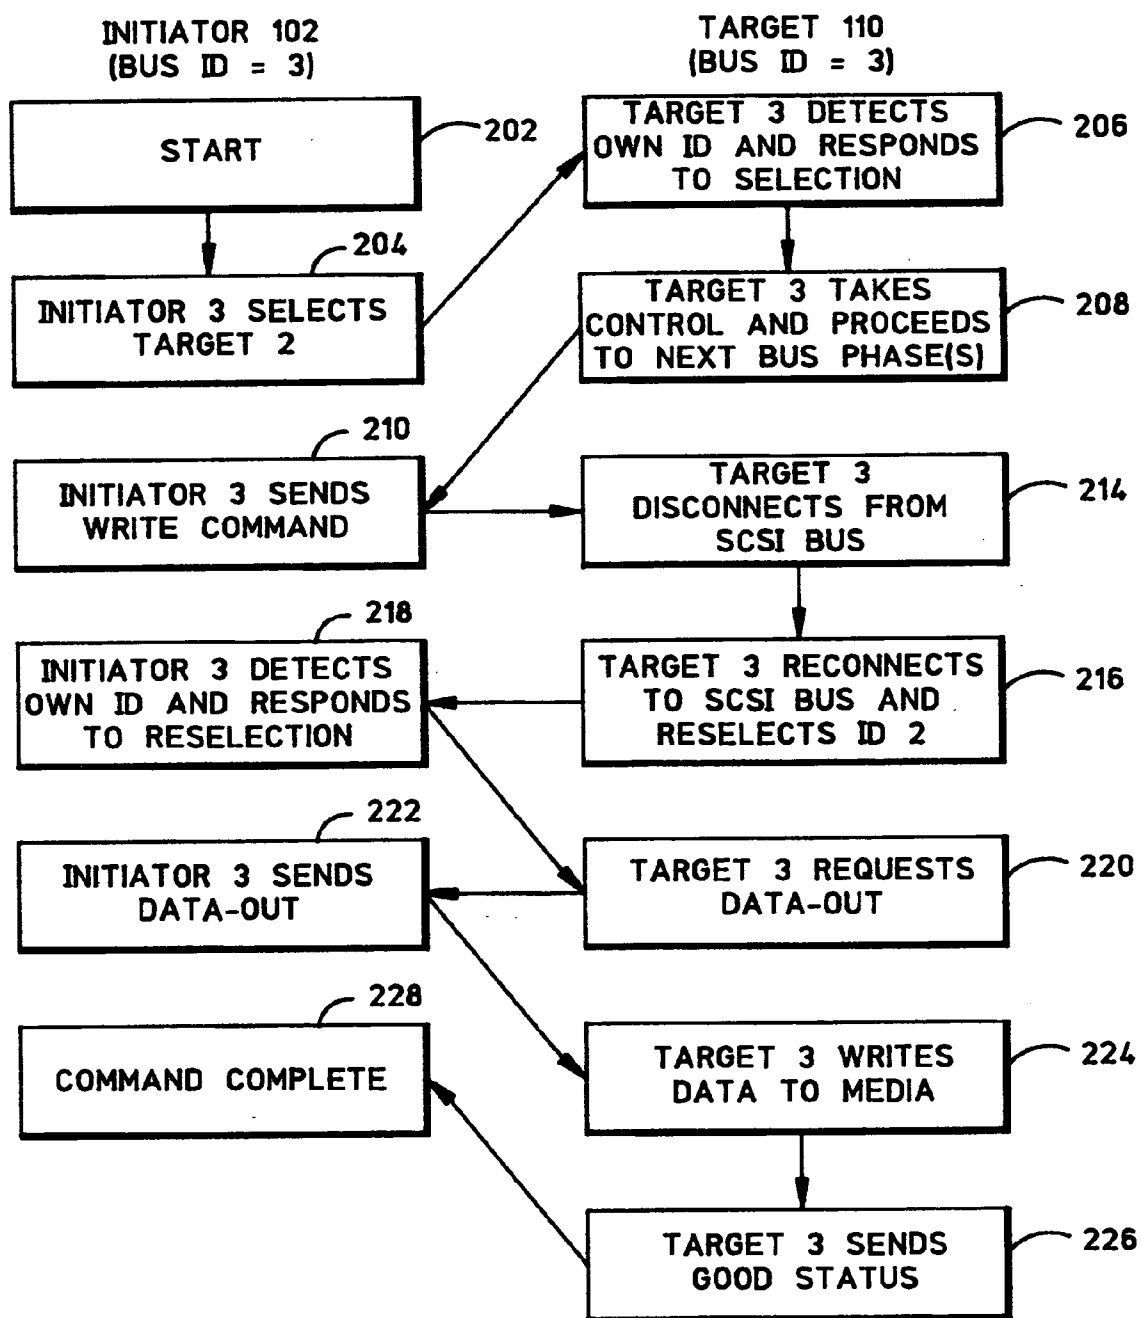 INITIATOR 102
(BUS ID = 3)
TARGET 110
(BUS ID = 3)
START
202
TARGET 3 DETECTS
OWN ID AND RESPONDS
TO SELECTION
206
204
INITIATOR 3 SELECTS
TARGET 2
TARGET 3 TAKES
CONTROL AND PROCEEDS
TO NEXT BUS PHASE(S)
208
210
INITIATOR 3 SENDS
WRITE COMMAND
TARGET 3
DISCONNECTS FROM
SCSI BUS
214
218
INITIATOR 3 DETECTS
OWN ID AND RESPONDS
TO RESELECTION
TARGET 3 RECONNECTS
TO SCSI BUS AND
RESELECTS ID 2
216
222
INITIATOR 3 SENDS
DATA-OUT
TARGET 3 REQUESTS
DATA-OUT
220
228
COMMAND COMPLETE
TARGET 3 WRITES
DATA TO MEDIA
224
TARGET 3 SENDS
GOOD STATUS
226